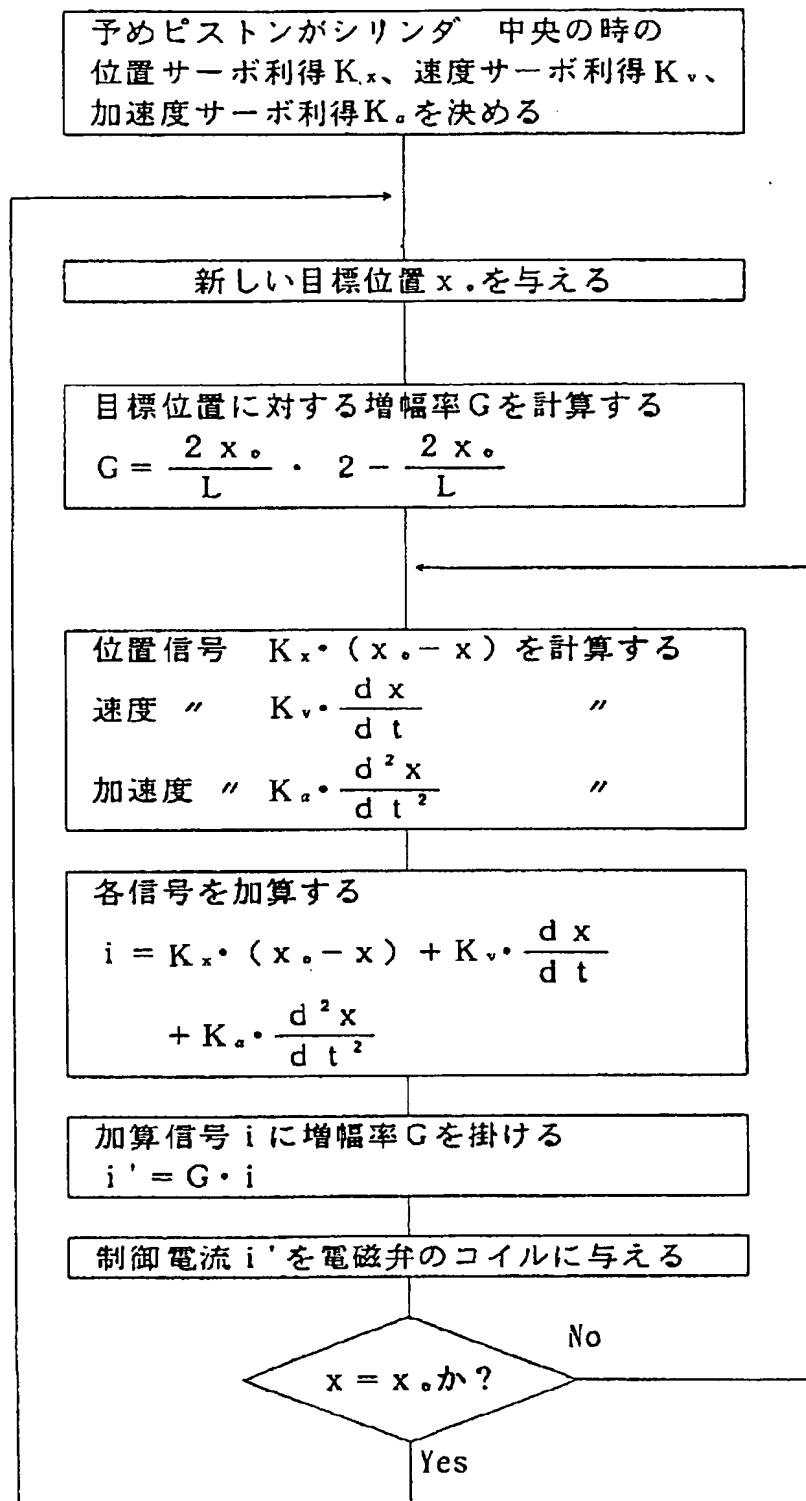 予めピストンがシリンダ 中央の時の
位置サーボ利得Kx、速度サーボ利得Kv、
加速度サーボ利得Kaを決める
新しい目標位置x。を与える
目標位置に対する増幅率Gを計算する
G = 2x。/L ・ 2 - 2x。/L
位置信号 Kx・(x。-x)を計算する
速度 〃 Kv・dx/dt 〃
加速度 〃 Ka・d²x/dt² 〃
各信号を加算する
i = Kx・(x。-x) + Kv・dx/dt
+ Ka・d²x/dt²
加算信号iに増幅率Gを掛ける
i' = G・i
制御電流i'を電磁弁のコイルに与える
No
x = x。か?
Yes